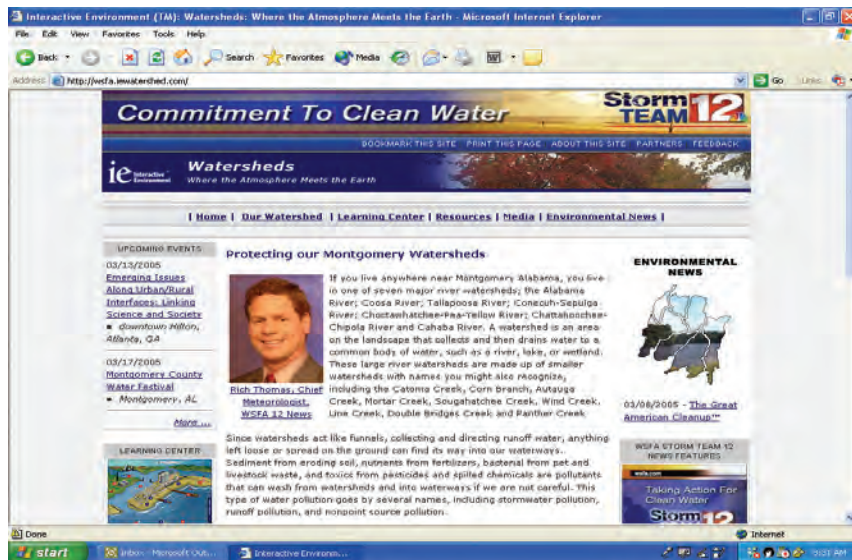 Interactive Environment (TM): Watersheds: Where the Atmosphere Meets the Earth - Microsoft Internet Explorer
File Edit View Favorites Tools Help
Back Search Favorites Media
Address http://wsfa.iewatershed.com/ Go Links
Commitment To Clean Water
Storm
TEAM 12
BOOKMARK THIS SITE PRINT THIS PAGE ABOUT THIS SITE PARTNERS FEEDBACK
ie Interactive Environment
Watersheds
Where the Atmosphere Meets the Earth
| Home | Our Watershed | Learning Center | Resources | Media | Environmental News |
UPCOMING EVENTS
03/13/2005
Emerging Issues
Along Urban/Rural
Interfaces: Linking
Science and Society
downtown Hilton,
Atlanta, GA
03/17/2005
Montgomery County
Water Festival
Montgomery, AL
More ...
LEARNING CENTER
Protecting our Montgomery Watersheds
Rich Thomas, Chief
Meteorologist,
WSFA 12 News
If you live anywhere near Montgomery Alabama, you live
in one of seven major river watersheds; the Alabama
River; Coosa River; Tallapoosa River; Conecuh-Sepulga
River; Choctawhatchee-Pea-Yellow River; Chattahoochee-
Chipola River and Cahaba River. A watershed is an area
on the landscape that collects and then drains water to a
common body of water, such as a river, lake, or wetland.
These large river watersheds are made up of smaller
watersheds with names you might also recognize,
including the Catoma Creek, Corn Branch, Autauga
Creek, Mortar Creek, Sougahatchee Creek, Wind Creek,
Line Creek, Double Bridges Creek and Panther Creek
Since watersheds act like funnels, collecting and directing runoff water, anything
left loose or spread on the ground can find its way into our waterways.
Sediment from eroding soil, nutrients from fertilizers, bacterial from pet and
livestock waste, and toxics from pesticides and spilled chemicals are pollutants
that can wash from watersheds and into waterways if we are not careful. This
type of water pollution goes by several names, including stormwater pollution,
runoff pollution, and nonpoint source pollution.
ENVIRONMENTAL
NEWS
03/08/2005 - The Great
American Cleanup™
WSFA STORM TEAM 12
NEWS FEATURES
wsfa.com
Taking Action For
Clean Water
Storm
Done Internet
start Inbox - Microsoft Out... Interactive Environm... 9:31 AM